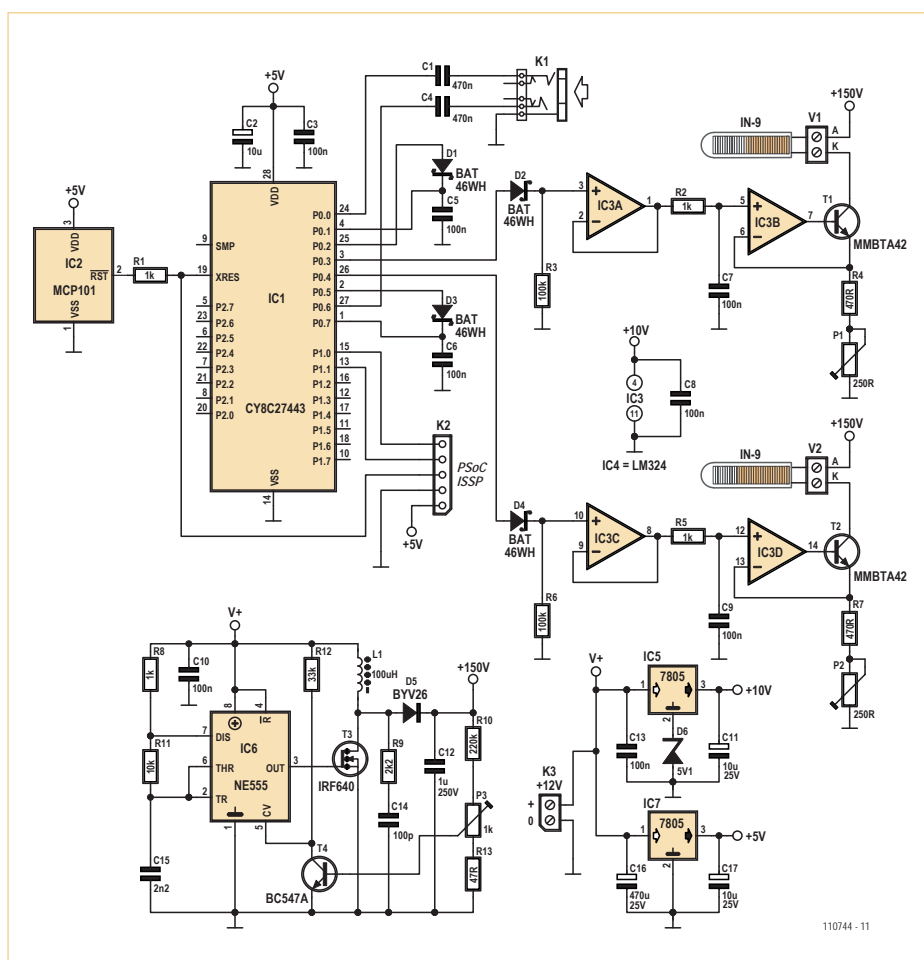 +5V
C2
10u
C3
100n
C1
470n
C4
470n
K1
28
VDD
+5V
3
VDD
IC2
MCP101
RST
2
VSS
1
R1
1k
9
SMP
19
XRES
5
P2.7
23
P2.6
6
P2.5
22
P2.4
7
P2.3
21
P2.2
8
P2.1
20
P2.0
IC1
CY8C27443
VSS
14
P0.0
24
P0.1
4
P0.2
25
P0.3
3
P0.4
26
P0.5
2
P0.6
27
P0.7
1
P1.0
15
P1.1
13
P1.2
16
P1.3
12
P1.4
17
P1.5
11
P1.6
18
P1.7
10
D1
BAT
46WH
C5
100n
D3
BAT
46WH
C6
100n
K2
PSoC
ISSP
+5V
D2
BAT
46WH
R3
100k
3
2
IC3A
1
R2
1k
C7
100n
5
6
IC3B
7
IN-9
+150V
V1
A
K
T1
MMBTA42
R4
470R
P1
250R
+10V
4
IC3
11
C8
100n
IC4 = LM324
D4
BAT
46WH
R6
100k
10
9
IC3C
8
R5
1k
C9
100n
12
13
IC3D
14
IN-9
+150V
V2
A
K
T2
MMBTA42
R7
470R
P2
250R
V+
R8
1k
C10
100n
R12
33k
L1
100uH
D5
BYV26
+150V
R11
10k
8
4
R
7
DIS
6
THR
2
TR
IC6
NE555
OUT
3
CV
1
5
T3
IRF640
R9
2k2
C14
100p
C12
1u
250V
R10
220k
P3
1k
R13
47R
C15
2n2
T4
BC547A
V+
K3
+12V
+
0
C13
100n
IC5
7805
1
3
2
+10V
D6
5V1
C11
10u
25V
IC7
7805
1
3
2
+5V
C16
470u
25V
C17
10u
25V
110744 - 11